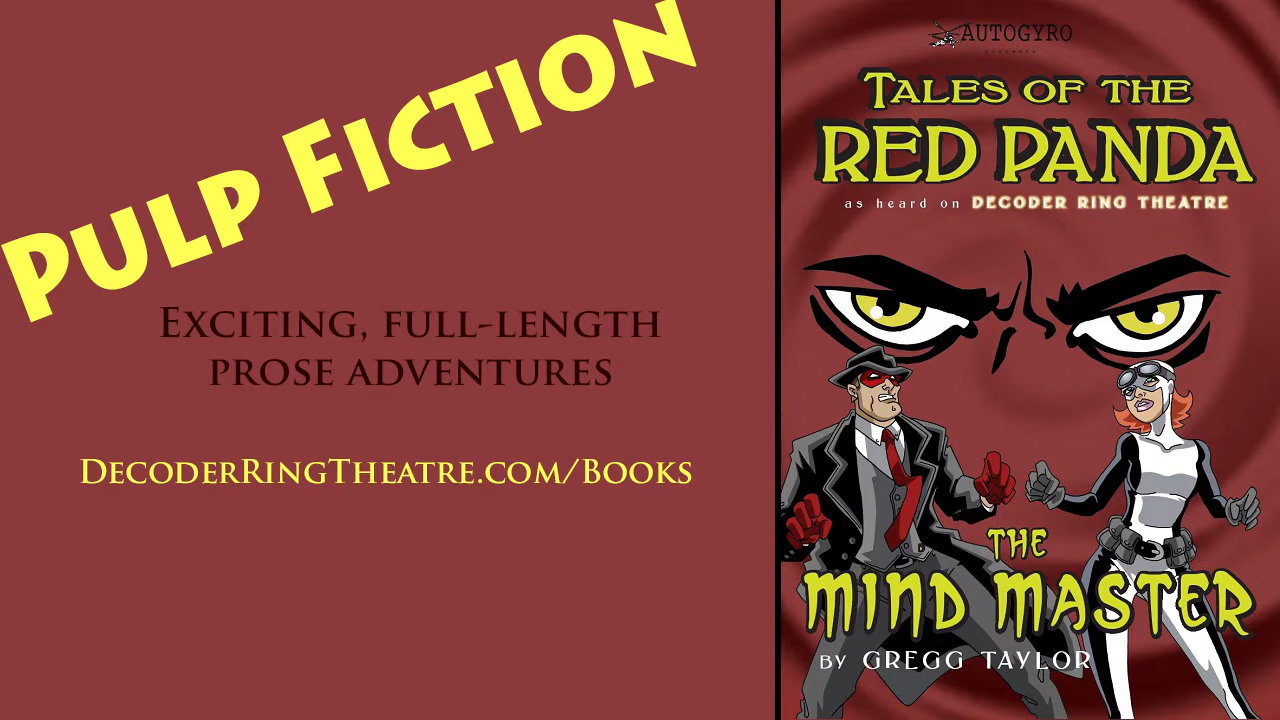 Pulp Fiction
Exciting, full-length
prose adventures
DecoderRingTheatre.com/Books
AUTOGYRO
presents
Tales of the
RED PANDA
as heard on DECODER RING THEATRE
THE
MIND MASTER
BY GREGG TAYLOR